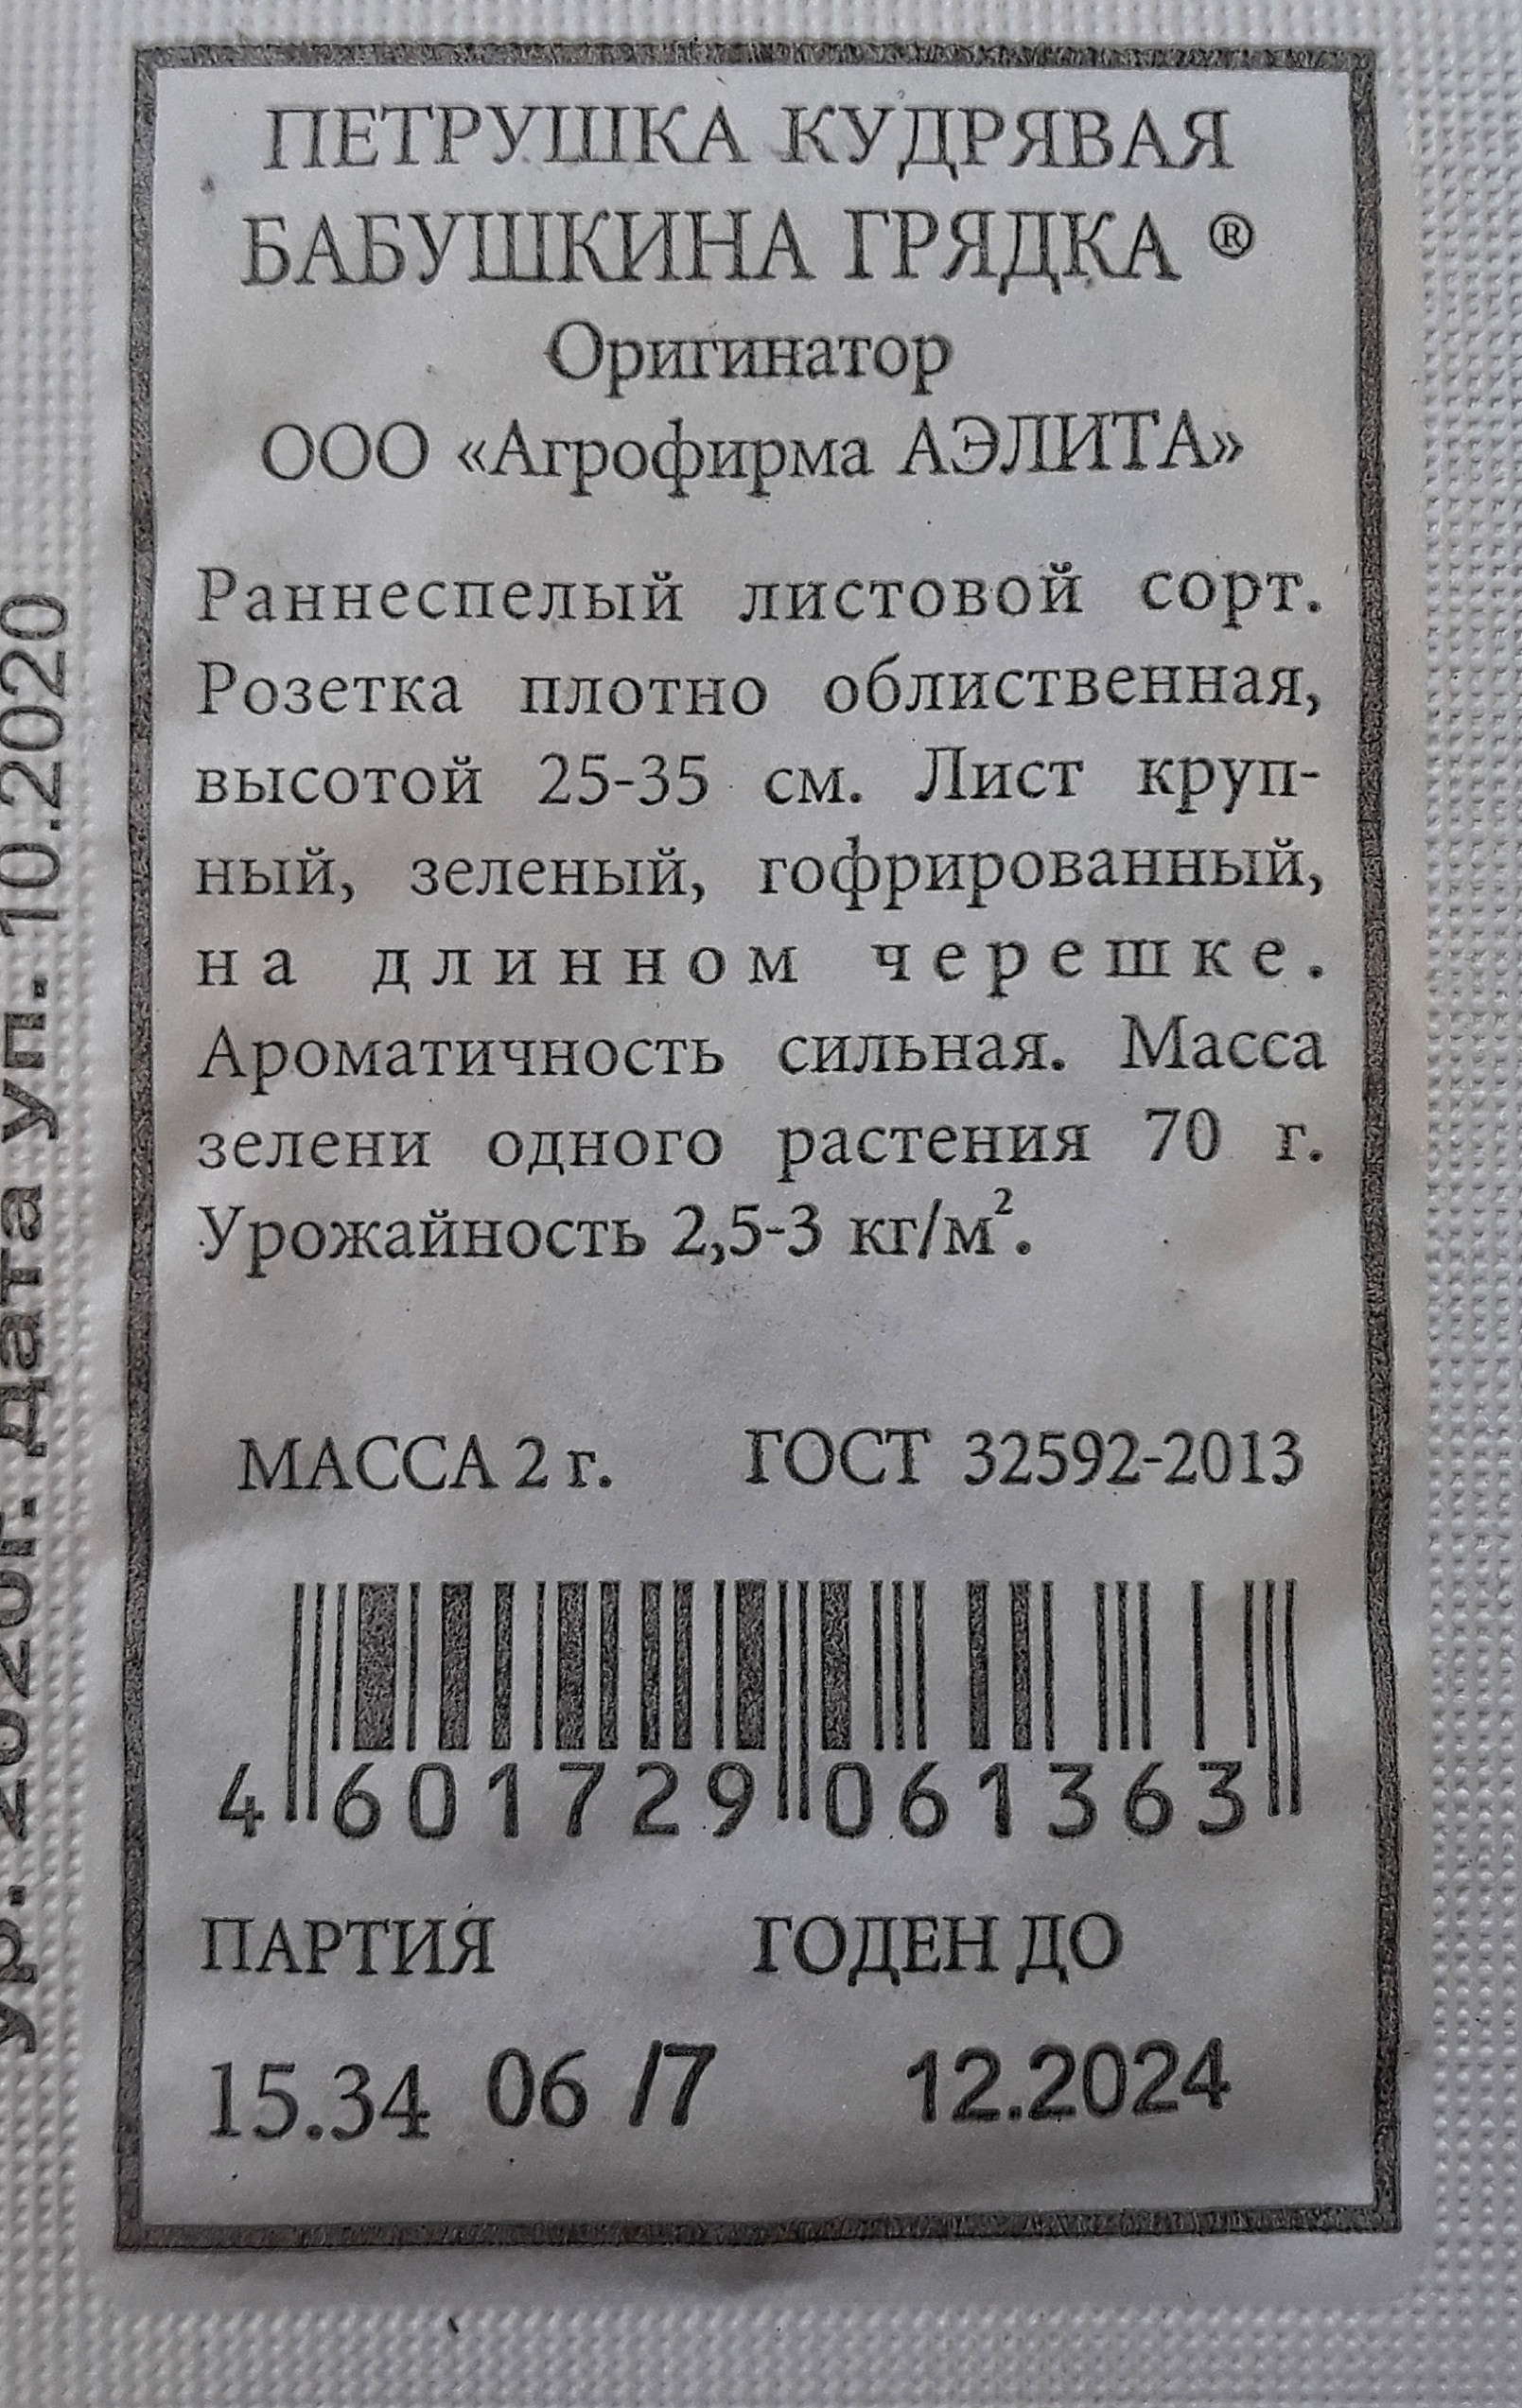 ПЕТРУШКА КУДРЯВАЯ
БАБУШКИНА ГРЯДКА ®
Оригинатор
ООО «Агрофирма АЭЛИТА»
Раннеспелый листовой сорт.
Розетка плотно облиственная,
высотой 25-35 см. Лист круп-
ный, зеленый, гофрированный,
на длинном черешке.
Ароматичность сильная. Масса
зелени одного растения 70 г.
Урожайность 2,5-3 кг/м².
МАССА 2 г. ГОСТ 32592-2013
4 601729 061363
ПАРТИЯ ГОДЕН ДО
15.34 06 /7 12.2024
ур. 2020г. дата уп. 10.2020